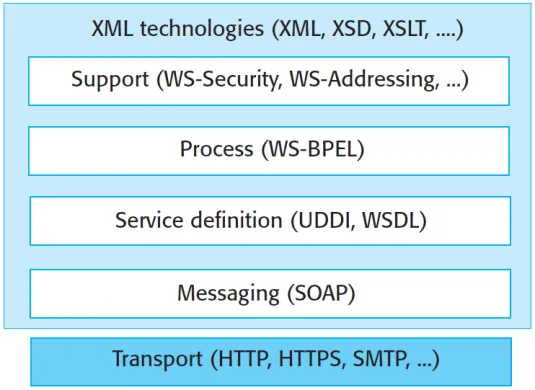 XML technologies (XML, XSD, XSLT, ....)
Support (WS-Security, WS-Addressing, ...)
Process (WS-BPEL)
Service definition (UDDI, WSDL)
Messaging (SOAP)
Transport (HTTP, HTTPS, SMTP, ...)